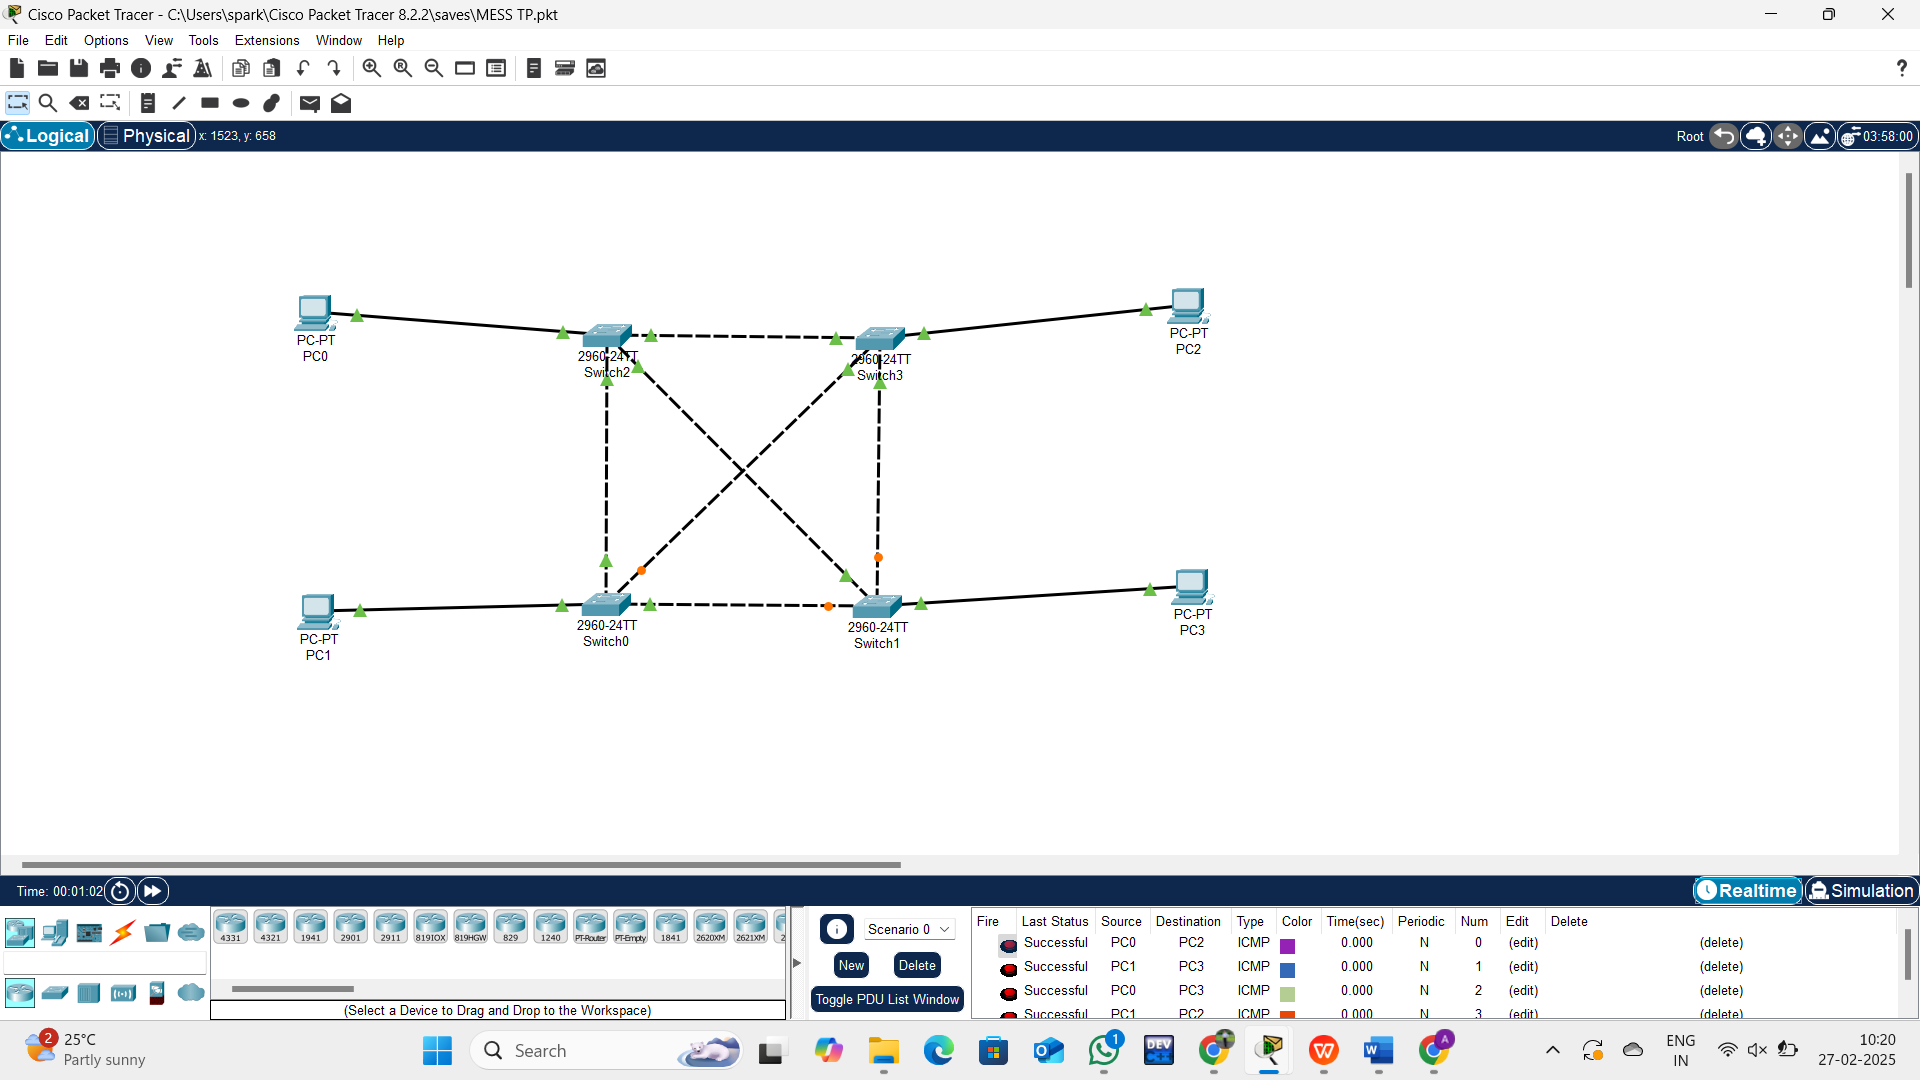 Cisco Packet Tracer - C:\Users\spark\Cisco Packet Tracer 8.2.2\saves\MESS TP.pkt
File Edit Options View Tools Extensions Window Help
Logical Physical x: 1523, y: 658 Root 03:58:00
PC-PT
PC0
2960-24TT
Switch2
2960-24TT
Switch3
PC-PT
PC2
PC-PT
PC1
2960-24TT
Switch0
2960-24TT
Switch1
PC-PT
PC3
Time: 00:01:02 Realtime Simulation
4331 4321 1941 2901 2911 819IOX 819HGW 829 1240 PT-Router PT-Empty 1841 2620XM 2621XM
(Select a Device to Drag and Drop to the Workspace)
Scenario 0
New Delete
Toggle PDU List Window
Fire Last Status Source Destination Type Color Time(sec) Periodic Num Edit Delete
Successful PC0 PC2 ICMP 0.000 N 0 (edit) (delete)
Successful PC1 PC3 ICMP 0.000 N 1 (edit) (delete)
Successful PC0 PC3 ICMP 0.000 N 2 (edit) (delete)
Successful PC1 PC2 ICMP 0.000 N 3 (edit) (delete)
2 25°C
Partly sunny
Search
1
DEV
A
ENG
IN
10:20
27-02-2025